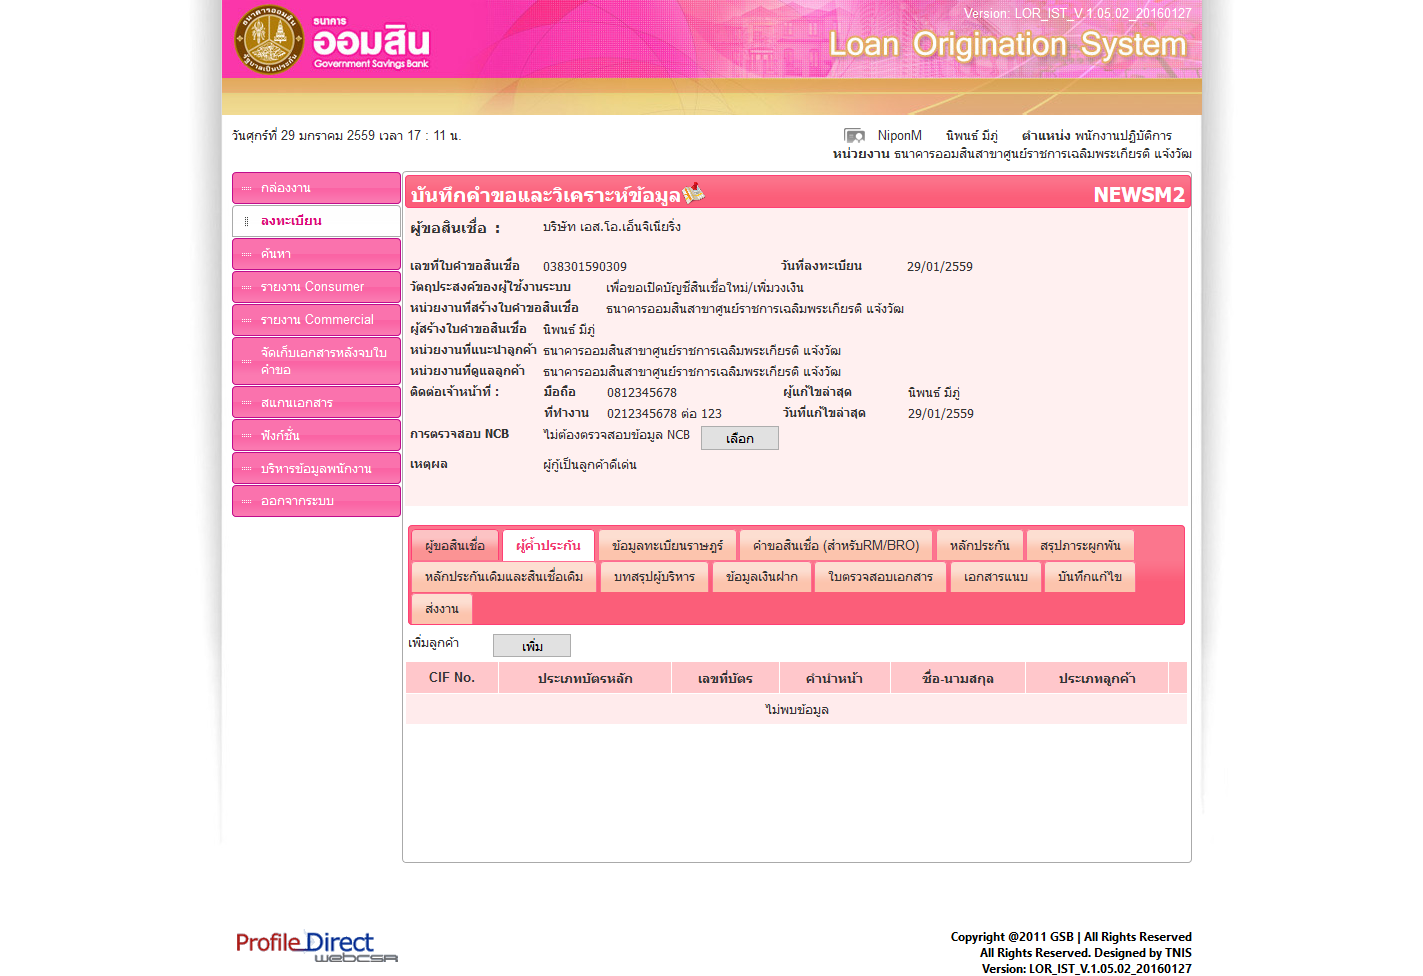 Version: LOR_IST_V.1.05.02_20160127
ธนาคาร
ออมสิน
Government Savings Bank
Loan Origination System
วันศุกร์ที่ 29 มกราคม 2559 เวลา 17 : 11 น.
NiponM นิพนธ์ มีภู่ ตำแหน่ง พนักงานปฏิบัติการ
หน่วยงาน ธนาคารออมสินสาขาศูนย์ราชการเฉลิมพระเกียรติ แจ้งวัฒ
กล่องงาน
ลงทะเบียน
ค้นหา
รายงาน Consumer
รายงาน Commercial
จัดเก็บเอกสารหลังจบใบ
คำขอ
สแกนเอกสาร
ฟังก์ชั่น
บริหารข้อมูลพนักงาน
ออกจากระบบ
บันทึกคำขอและวิเคราะห์ข้อมูล NEWSM2
ผู้ขอสินเชื่อ : บริษัท เอส.โอ.เอ็นจิเนียริ่ง
เลขที่ใบคำขอสินเชื่อ 038301590309 วันที่ลงทะเบียน 29/01/2559
วัตถุประสงค์ของผู้ใช้งานระบบ เพื่อขอเปิดบัญชีสินเชื่อใหม่/เพิ่มวงเงิน
หน่วยงานที่สร้างใบคำขอสินเชื่อ ธนาคารออมสินสาขาศูนย์ราชการเฉลิมพระเกียรติ แจ้งวัฒ
ผู้สร้างใบคำขอสินเชื่อ นิพนธ์ มีภู่
หน่วยงานที่แนะนำลูกค้า ธนาคารออมสินสาขาศูนย์ราชการเฉลิมพระเกียรติ แจ้งวัฒ
หน่วยงานที่ดูแลลูกค้า ธนาคารออมสินสาขาศูนย์ราชการเฉลิมพระเกียรติ แจ้งวัฒ
ติดต่อเจ้าหน้าที่ : มือถือ 0812345678 ผู้แก้ไขล่าสุด นิพนธ์ มีภู่
ที่ทำงาน 0212345678 ต่อ 123 วันที่แก้ไขล่าสุด 29/01/2559
การตรวจสอบ NCB ไม่ต้องตรวจสอบข้อมูล NCB เลือก
เหตุผล ผู้กู้เป็นลูกค้าดีเด่น
ผู้ขอสินเชื่อ ผู้ค้ำประกัน ข้อมูลทะเบียนราษฎร์ คำขอสินเชื่อ (สำหรับRM/BRO) หลักประกัน สรุปภาระผูกพัน
หลักประกันเดิมและสินเชื่อเดิม บทสรุปผู้บริหาร ข้อมูลเงินฝาก ใบตรวจสอบเอกสาร เอกสารแนบ บันทึกแก้ไข
ส่งงาน
เพิ่มลูกค้า เพิ่ม
CIF No. ประเภทบัตรหลัก เลขที่บัตร คำนำหน้า ชื่อ-นามสกุล ประเภทลูกค้า
ไม่พบข้อมูล
Profile Direct
webcsr
Copyright @2011 GSB | All Rights Reserved
All Rights Reserved. Designed by TNIS
Version: LOR_IST_V.1.05.02_20160127